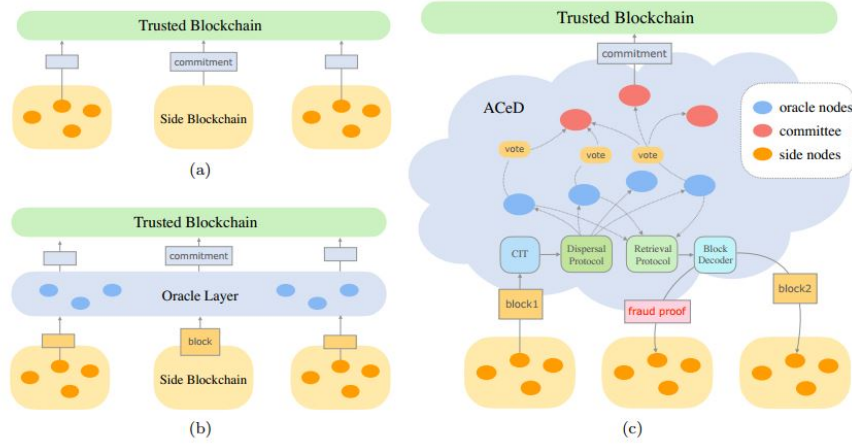 Trusted Blockchain
commitment
Side Blockchain
(a)
Trusted Blockchain
commitment
Oracle Layer
block
Side Blockchain
(b)
Trusted Blockchain
commitment
ACeD
oracle nodes
committee
side nodes
vote
vote
vote
CIT
Dispersal
Protocol
Retrieval
Protocol
Block
Decoder
block1
fraud proof
block2
(c)